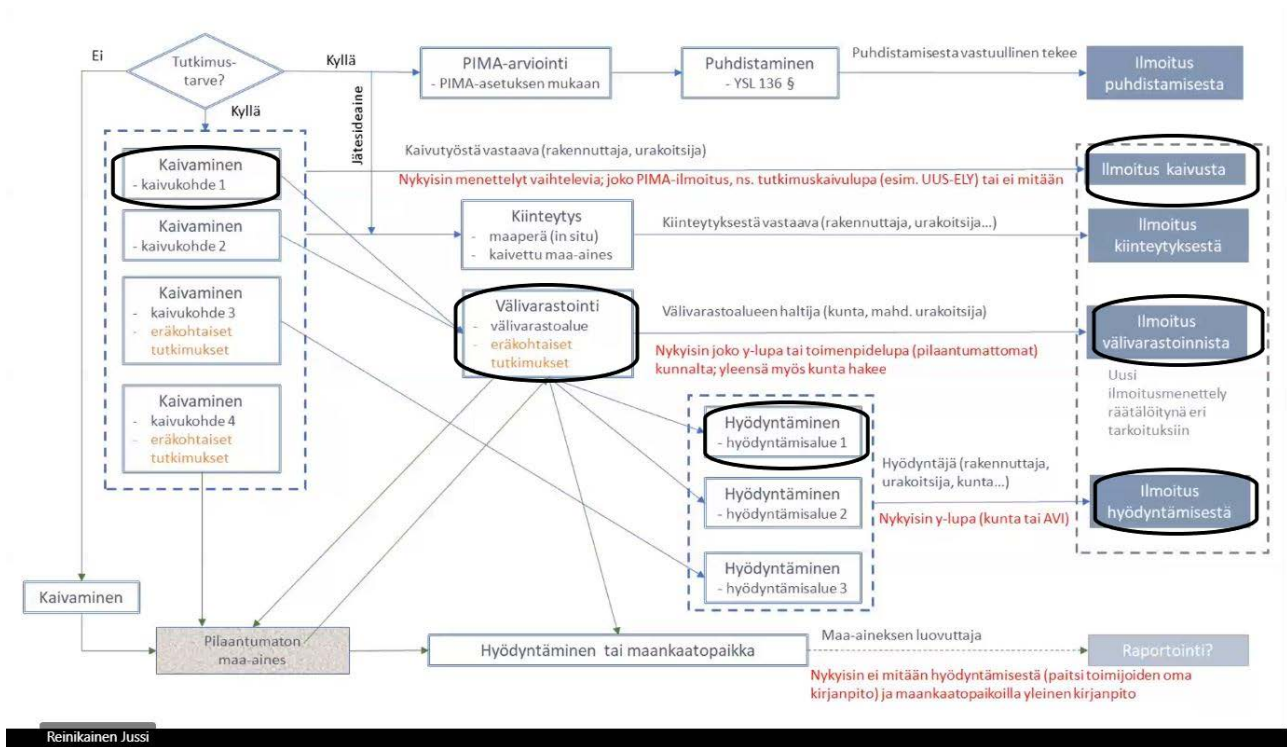 Ei
Tutkimus-
tarve?
Kyllä
Kyllä
Jätesideaine
PIMA-arviointi
- PIMA-asetuksen mukaan
Puhdistaminen
- YSL 136 §
Puhdistamisesta vastuullinen tekee
Ilmoitus
puhdistamisesta
Kaivaminen
- kaivukohde 1
Kaivutyöstä vastaava (rakennuttaja, urakoitsija)
Nykyisin menettelyt vaihtelevia; joko PIMA-ilmoitus, ns. tutkimuskaivulupa (esim. UUS-ELY) tai ei mitään
Ilmoitus kaivusta
Kaivaminen
- kaivukohde 2
Kiinteytys
- maaperä (in situ)
- kaivettu maa-aines
Kiinteytyksestä vastaava (rakennuttaja, urakoitsija...)
Ilmoitus
kiinteytyksestä
Kaivaminen
- kaivukohde 3
- eräkohtaiset
tutkimukset
Välivarastointi
- välivarastoalue
- eräkohtaiset
tutkimukset
Välivarastoalueen haltija (kunta, mahd. urakoitsija)
Nykyisin joko y-lupa tai toimenpidelupa (pilaantumattomat)
kunnalta; yleensä myös kunta hakee
Ilmoitus
välivarastoinnista
Uusi
ilmoitusmenettely
räätälöitynä eri
tarkoituksiin
Kaivaminen
- kaivukohde 4
- eräkohtaiset
tutkimukset
Hyödyntäminen
- hyödyntämisalue 1
Hyödyntäminen
- hyödyntämisalue 2
Hyödyntäminen
- hyödyntämisalue 3
Hyödyntäjä (rakennuttaja,
urakoitsija, kunta...)
Nykyisin y-lupa (kunta tai AVI)
Ilmoitus
hyödyntämisestä
Kaivaminen
Pilaantumaton
maa-aines
Hyödyntäminen tai maankaatopaikka
Maa-aineksen luovuttaja
Nykyisin ei mitään hyödyntämisestä (paitsi toimijoiden oma
kirjanpito) ja maankaatopaikoilla yleinen kirjanpito
Raportointi?
Reinikainen Jussi